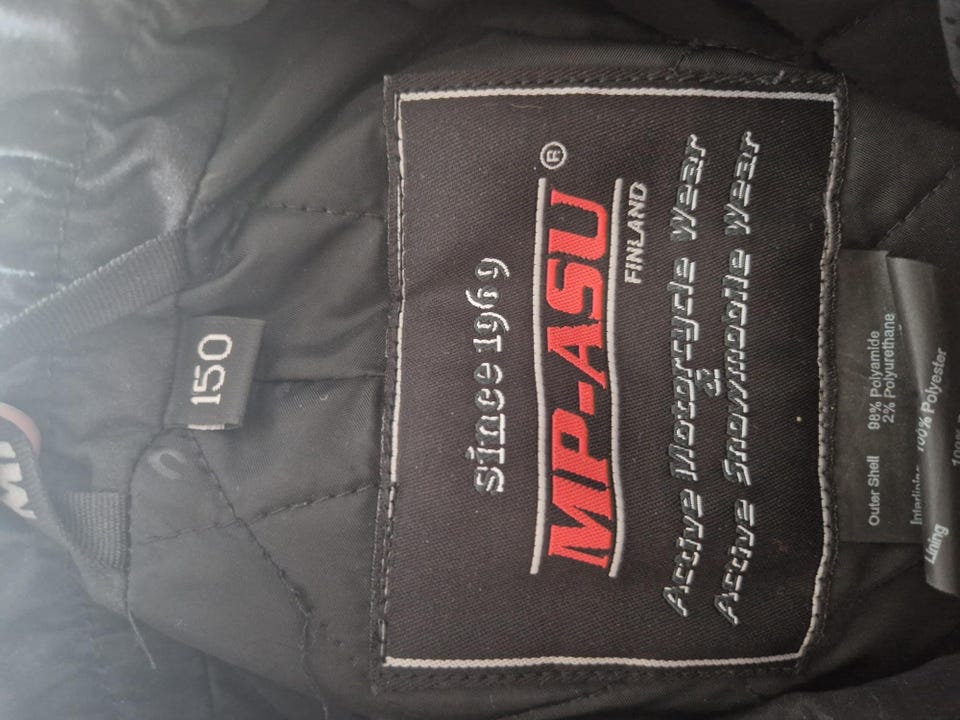 150
Since 1969
MP-ASU®
FINLAND
Active Motorcycle Wear
&
Active Snowmobile Wear
Outer Shell 98% Polyamide
2% Polyurethane
Interlining 100% Polyester
Lining